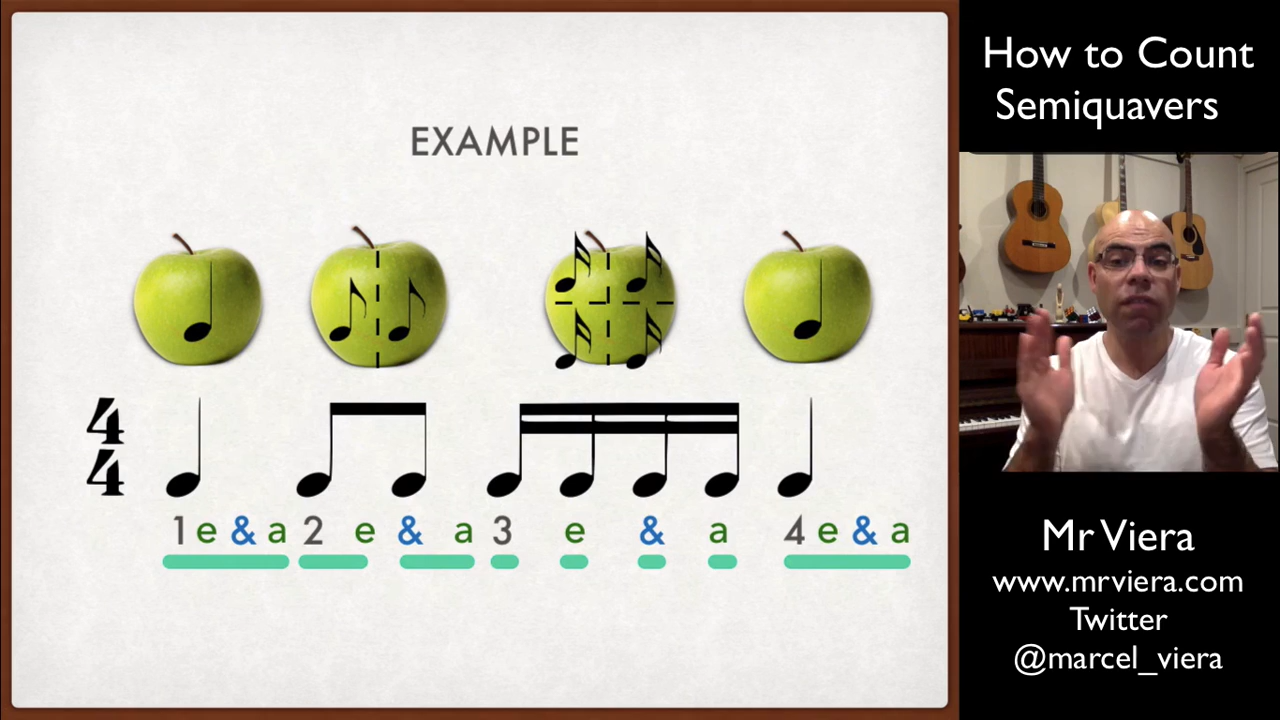 EXAMPLE
4
4
1 e & a 2 e & a 3 e & a 4 e & a
How to Count
Semiquavers
Mr Viera
www.mrviera.com
Twitter
@marcel_viera